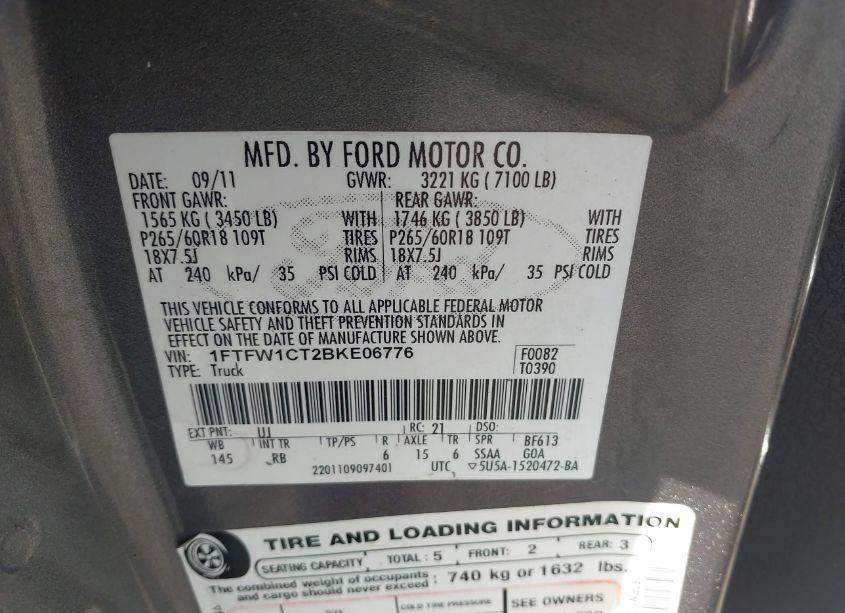 MFD. BY FORD MOTOR CO.
DATE: 09/11 GVWR: 3221 KG ( 7100 LB)
FRONT GAWR: REAR GAWR:
1565 KG ( 3450 LB) WITH 1746 KG ( 3850 LB) WITH
P265/60R18 109T TIRES P265/60R18 109T TIRES
18X7.5J RIMS 18X7.5J RIMS
AT 240 kPa/ 35 PSI COLD AT 240 kPa/ 35 PSI COLD
THIS VEHICLE CONFORMS TO ALL APPLICABLE FEDERAL MOTOR
VEHICLE SAFETY AND THEFT PREVENTION STANDARDS IN
EFFECT ON THE DATE OF MANUFACTURE SHOWN ABOVE.
VIN: 1FTFW1CT2BKE06776 F0082
TYPE: Truck T0390
EXT PNT: UJ RC: 21 DSO:
WB INT TR TP/PS R AXLE TR SPR BF613
145 RB 6 15 6 SSAA G0A
2201109097401 UTC ▽5U5A-1520472-BA
TIRE AND LOADING INFORMATION
SEATING CAPACITY TOTAL : 5 FRONT: 2 REAR: 3
The combined weight of occupants
and cargo should never exceed : 740 kg or 1632 lbs.
COLD TIRE PRESSURE SEE OWNERS